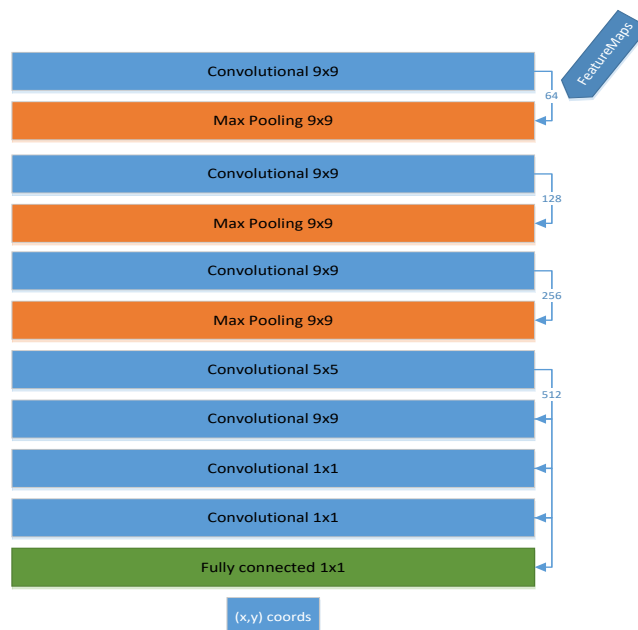 FeatureMaps
Convolutional 9x9
64
Max Pooling 9x9
Convolutional 9x9
128
Max Pooling 9x9
Convolutional 9x9
256
Max Pooling 9x9
Convolutional 5x5
512
Convolutional 9x9
Convolutional 1x1
Convolutional 1x1
Fully connected 1x1
(x,y) coords